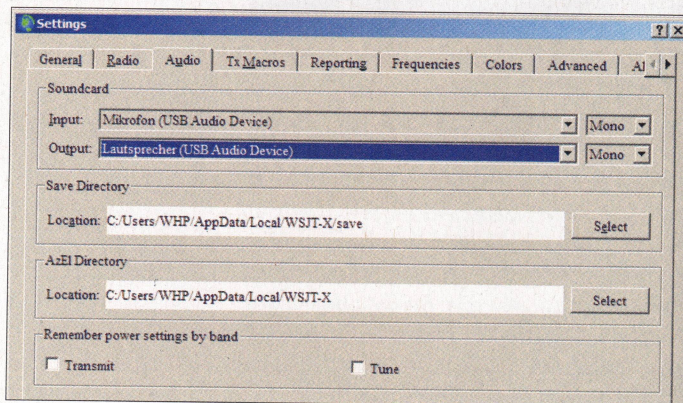 Settings
General Radio Audio Tx Macros Reporting Frequencies Colors Advanced
Soundcard
Input: Mikrofon (USB Audio Device) Mono
Output: Lautsprecher (USB Audio Device) Mono
Save Directory
Location: C:/Users/WHP/AppData/Local/WSJT-X/save Select
AzEl Directory
Location: C:/Users/WHP/AppData/Local/WSJT-X Select
Remember power settings by band
Transmit Tune